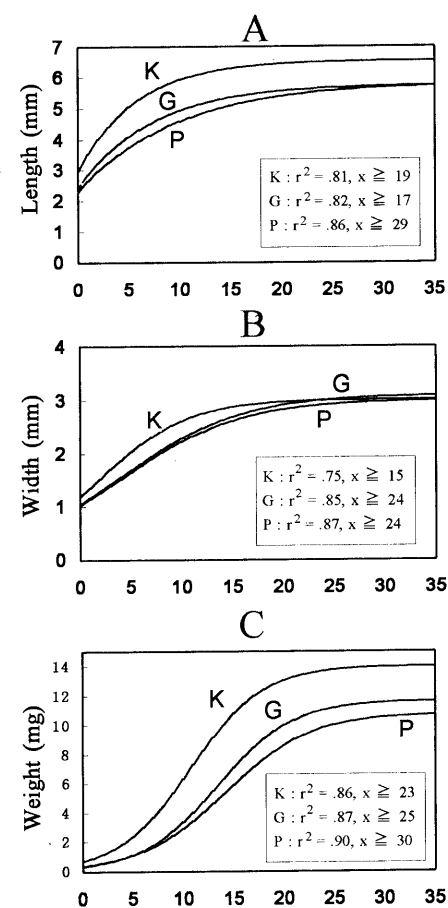 A
7
6
5
4
3
2
1
0
Length (mm)
K
G
P
K : r² = .81, x ≧ 19
G : r² = .82, x ≧ 17
P : r² = .86, x ≧ 29
0 5 10 15 20 25 30 35
B
4
3
2
1
0
Width (mm)
K
G
P
K : r² = .75, x ≧ 15
G : r² = .85, x ≧ 24
P : r² = .87, x ≧ 24
0 5 10 15 20 25 30 35
C
14
12
10
8
6
4
2
0
Weight (mg)
K
G
P
K : r² = .86, x ≧ 23
G : r² = .87, x ≧ 25
P : r² = .90, x ≧ 30
0 5 10 15 20 25 30 35